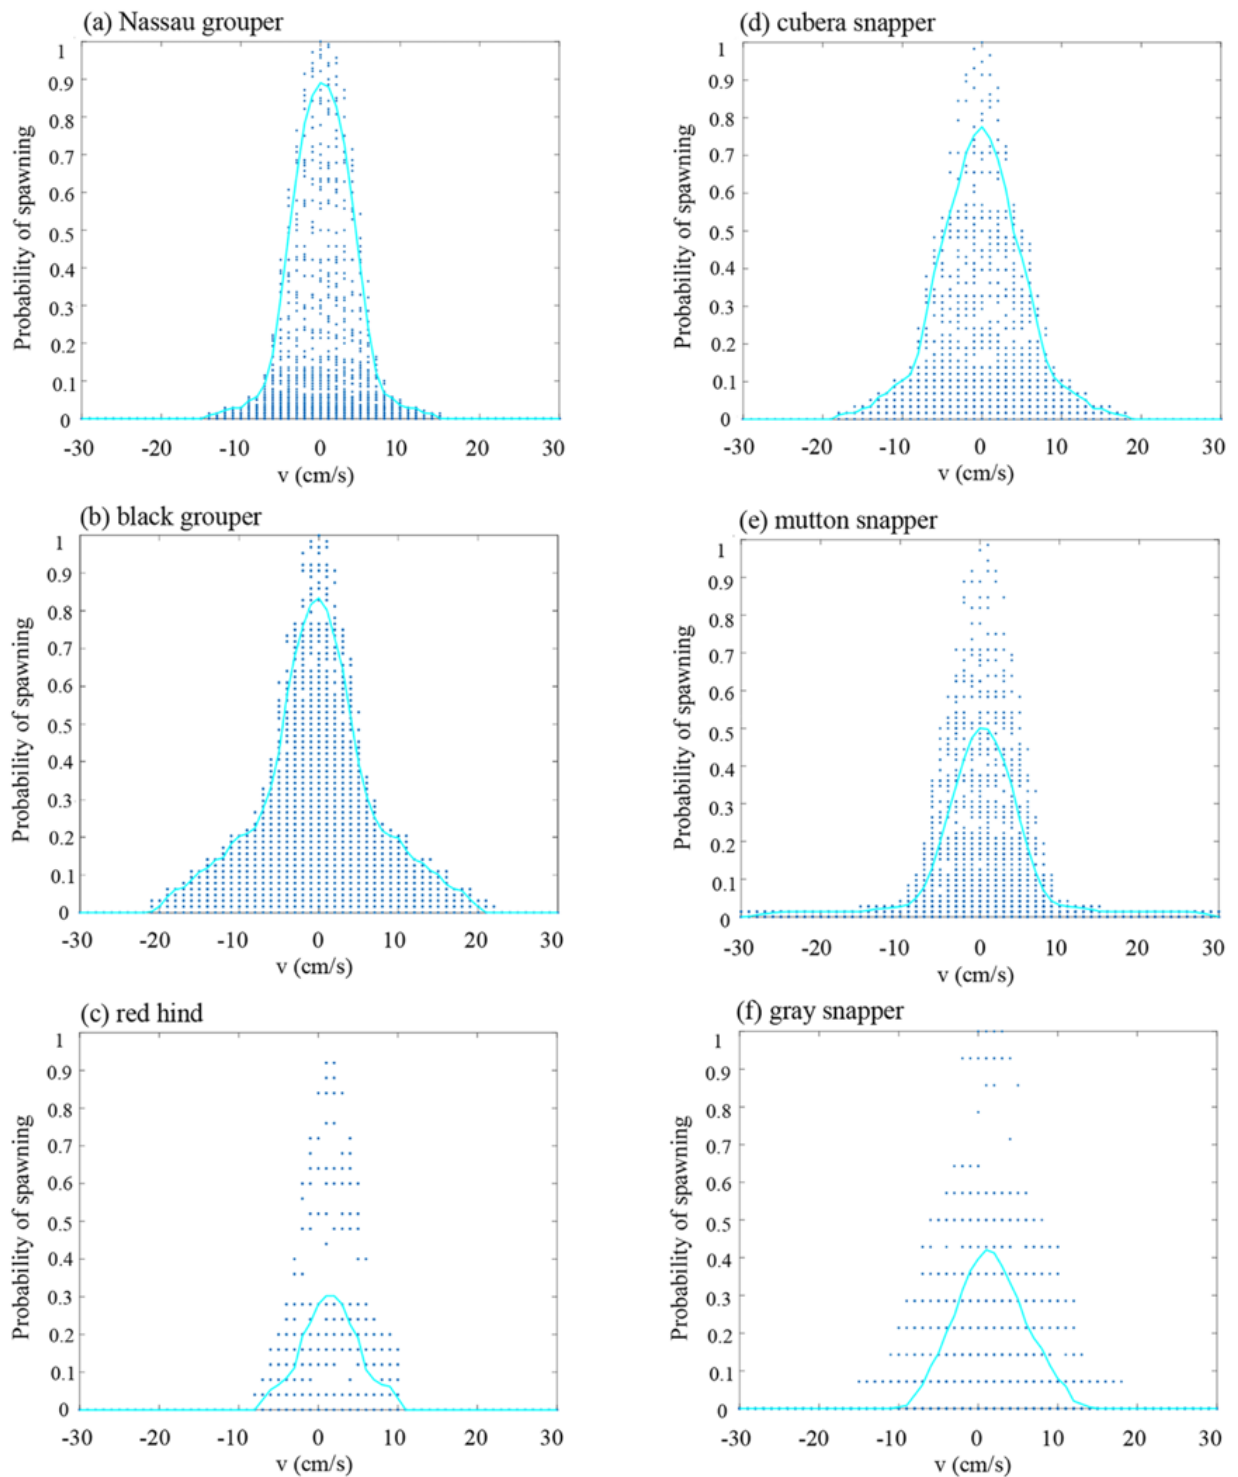 (a) Nassau grouper
1
0.9
0.8
0.7
0.6
0.5
0.4
0.3
0.2
0.1
0
Probability of spawning
-30 -20 -10 0 10 20 30
v (cm/s)
(b) black grouper
1
0.9
0.8
0.7
0.6
0.5
0.4
0.3
0.2
0.1
0
Probability of spawning
-30 -20 -10 0 10 20 30
v (cm/s)
(c) red hind
1
0.9
0.8
0.7
0.6
0.5
0.4
0.3
0.2
0.1
0
Probability of spawning
-30 -20 -10 0 10 20 30
v (cm/s)
(d) cubera snapper
1
0.9
0.8
0.7
0.6
0.5
0.4
0.3
0.2
0.1
0
Probability of spawning
-30 -20 -10 0 10 20 30
v (cm/s)
(e) mutton snapper
1
0.9
0.8
0.7
0.6
0.5
0.4
0.3
0.2
0.1
0
Probability of spawning
-30 -20 -10 0 10 20 30
v (cm/s)
(f) gray snapper
1
0.9
0.8
0.7
0.6
0.5
0.4
0.3
0.2
0.1
0
Probability of spawning
-30 -20 -10 0 10 20 30
v (cm/s)